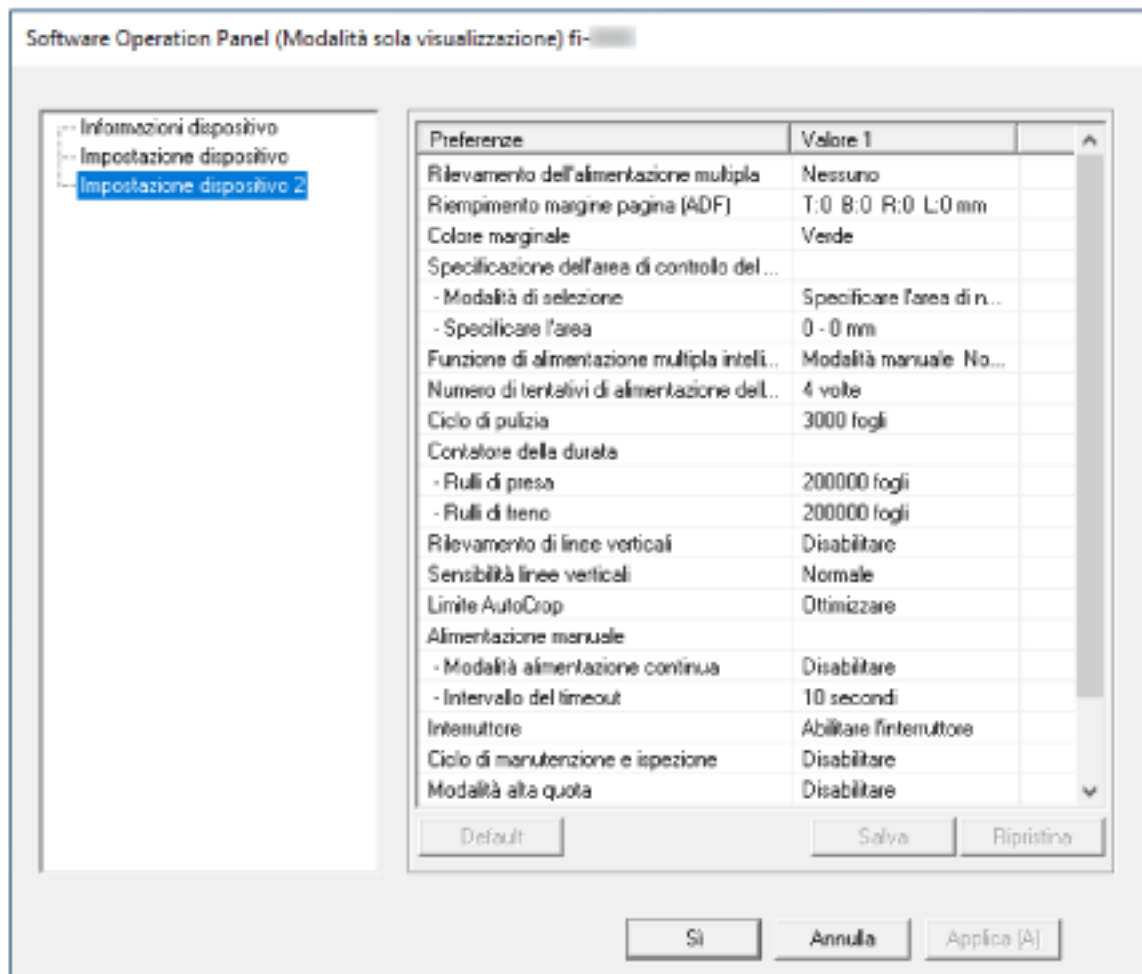 Software Operation Panel (Modalità sola visualizzazione) fi-
Informazioni dispositivo
Impostazione dispositivo
Impostazione dispositivo 2
Preferenze Valore 1
Rilevamento dell'alimentazione multipla Nessuno
Riempimento margine pagina (ADF) T:0 B:0 R:0 L:0 mm
Colore marginale Verde
Specificazione dell'area di controllo del ...
- Modalità di selezione Specificare l'area di n...
- Specificare l'area 0 - 0 mm
Funzione di alimentazione multipla intelli... Modalità manuale No...
Numero di tentativi di alimentazione dell... 4 volte
Ciclo di pulizia 3000 fogli
Contatore della durata
- Rulli di presa 200000 fogli
- Rulli di freno 200000 fogli
Rilevamento di linee verticali Disabilitare
Sensibilità linee verticali Normale
Limite AutoCrop Ottimizzare
Alimentazione manuale
- Modalità alimentazione continua Disabilitare
- Intervallo del timeout 10 secondi
Interruttore Abilitare l'interruttore
Ciclo di manutenzione e ispezione Disabilitare
Modalità alta quota Disabilitare
Default Salva Ripristina
Sì Annulla Applica [A]